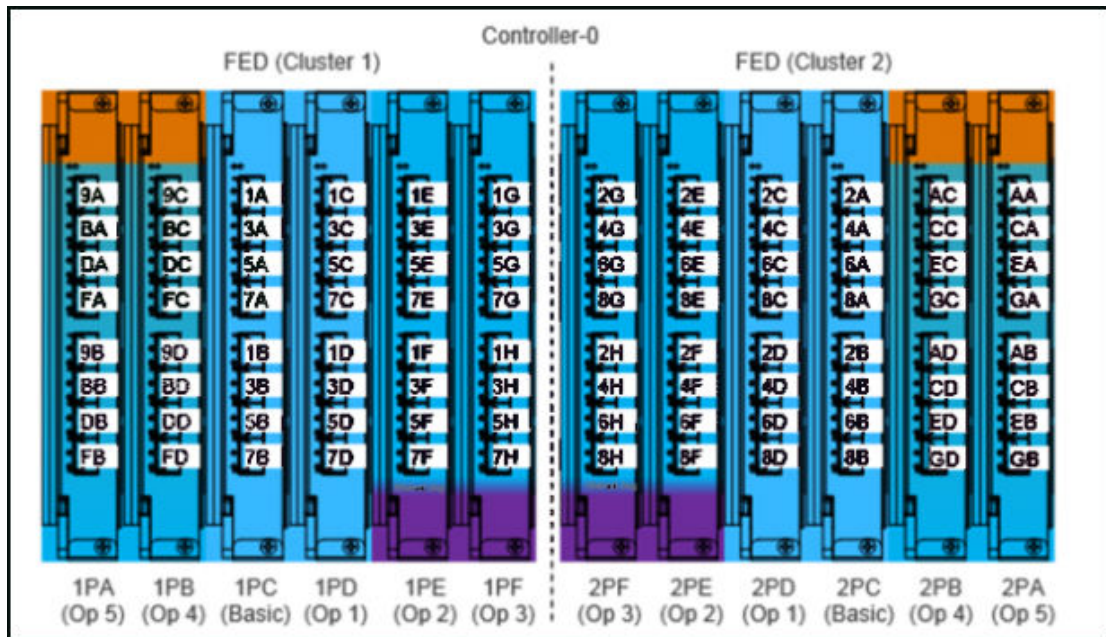 Controller-0
FED (Cluster 1) FED (Cluster 2)
9A 9C 1A 1C 1E 1G 2G 2E 2C 2A AC AA
BA BC 3A 3C 3E 3G 4G 4E 4C 4A CC CA
DA DC 5A 5C 5E 5G 6G 6E 6C 6A EC EA
FA FC 7A 7C 7E 7G 8G 8E 8C 8A GC GA
9B 9D 1B 1D 1F 1H 2H 2F 2D 2B AD AB
BB BD 3B 3D 3F 3H 4H 4F 4D 4B CD CB
DB DD 5B 5D 5F 5H 6H 6F 6D 6B ED EB
FB FD 7B 7D 7F 7H 8H 8F 8D 8B GD GB
1PA 1PB 1PC 1PD 1PE 1PF 2PF 2PE 2PD 2PC 2PB 2PA
(Op 5) (Op 4) (Basic) (Op 1) (Op 2) (Op 3) (Op 3) (Op 2) (Op 1) (Basic) (Op 4) (Op 5)